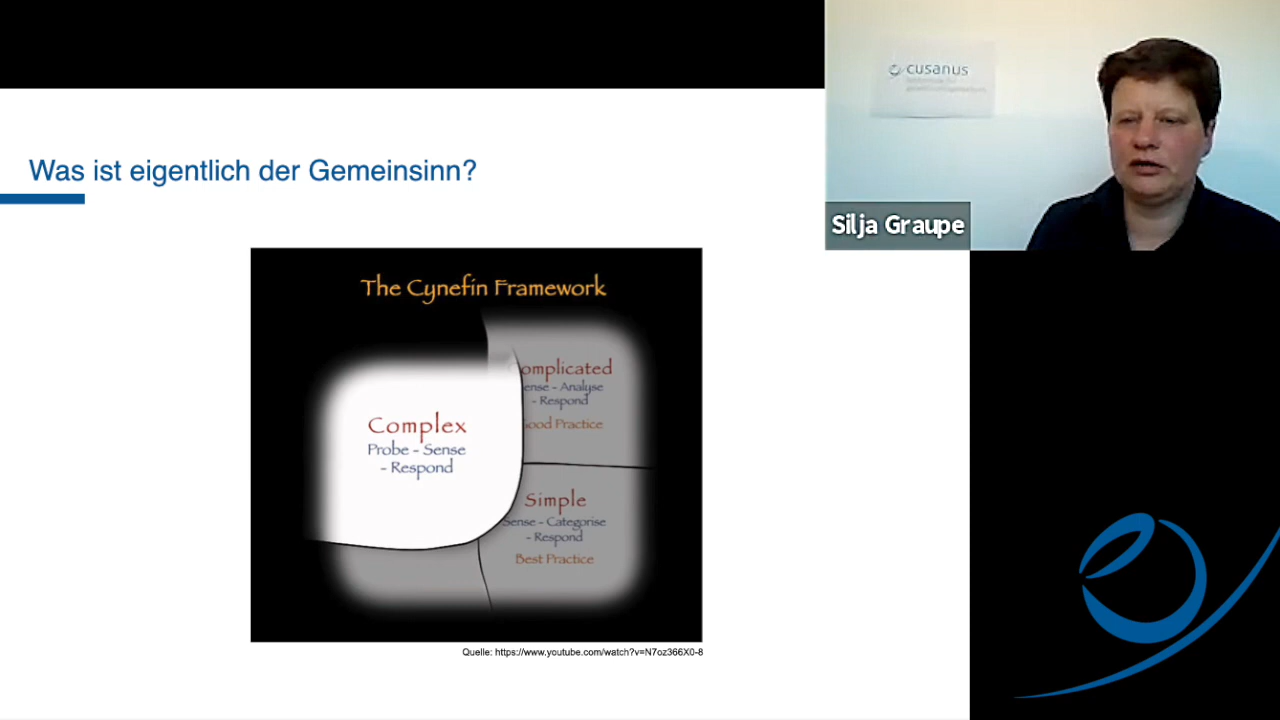 Was ist eigentlich der Gemeinsinn?
The Cynefin Framework
Complex
Probe - Sense
- Respond
omplicated
ense - Analyse
- Respond
ood Practice
Simple
Sense - Categorise
- Respond
Best Practice
Quelle: https://www.youtube.com/watch?v=N7oz366X0-8
cusanus
Silja Graupe